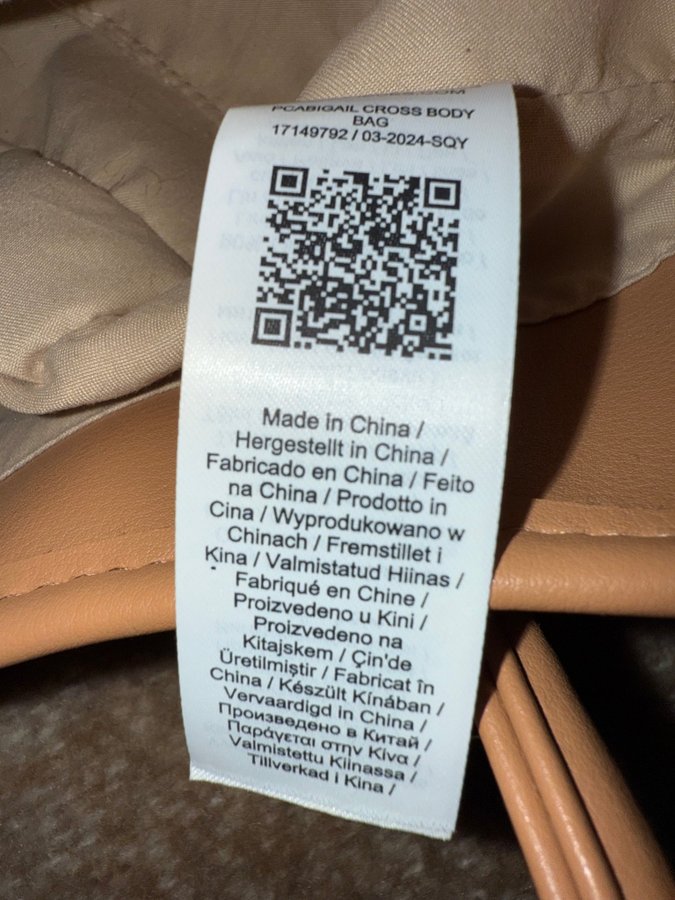 PCABIGAIL CROSS BODY
BAG
17149792 / 03-2024-SQY
Made in China /
Hergestellt in China /
Fabricado en China / Feito
na China / Prodotto in
Cina / Wyprodukowano w
Chinach / Fremstillet i
Kina / Valmistatud Hiinas /
Fabriqué en Chine /
Proizvedeno u Kini /
Proizvedeno na
Kitajskem / Çin'de
Üretilmiştir / Fabricat în
China / Készült Kínában /
Vervaardigd in China /
Произведено в Китай /
Παράγεται στην Κίνα /
Valmistettu Kiinassa /
Tillverkad i Kina /